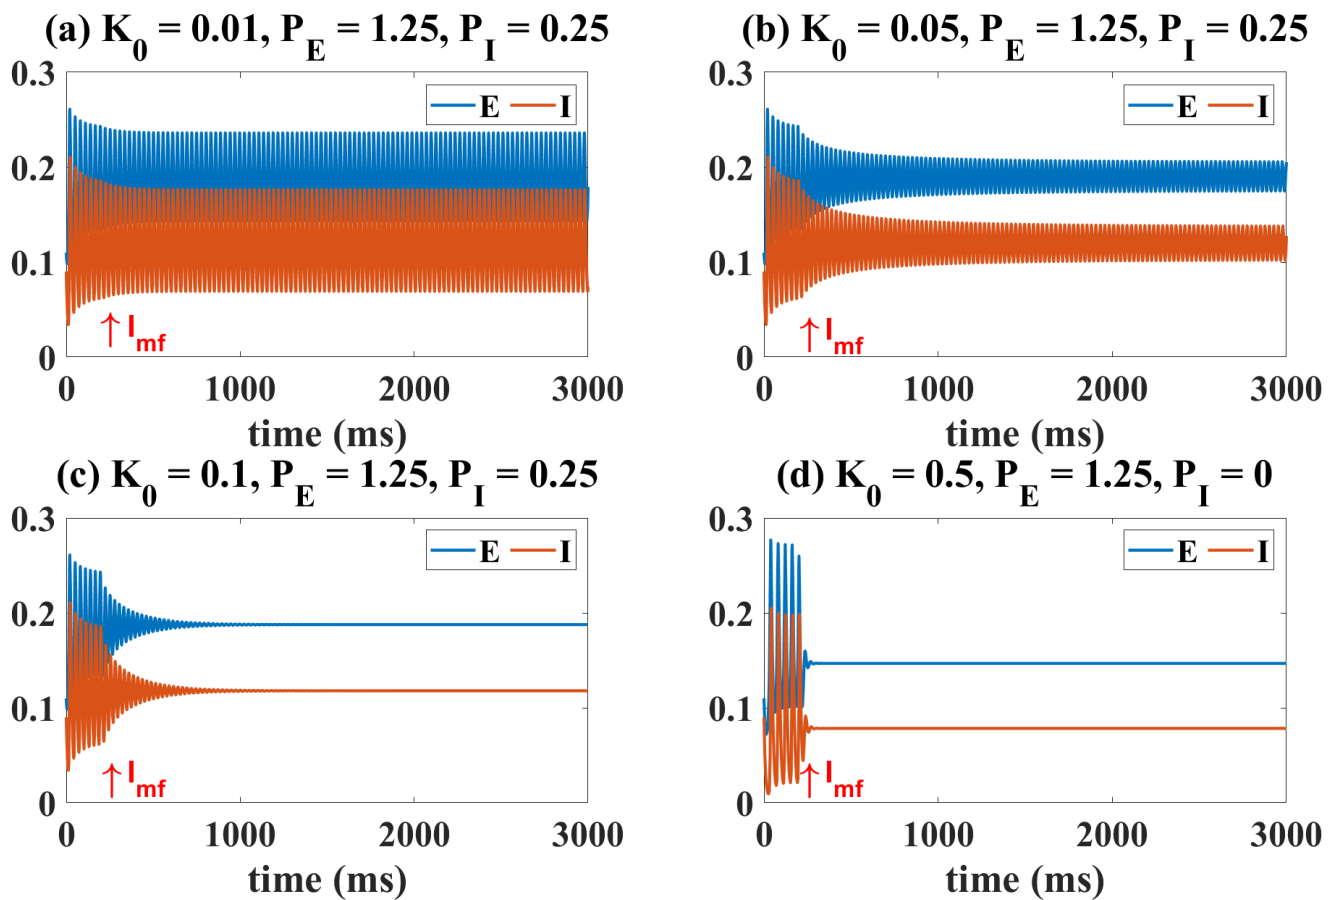 (a) K0 = 0.01, PE = 1.25, PI = 0.25
0.3
0.2
0.1
0
E I
↑ Imf
0 1000 2000 3000
time (ms)
(b) K0 = 0.05, PE = 1.25, PI = 0.25
0.3
0.2
0.1
0
E I
↑ Imf
0 1000 2000 3000
time (ms)
(c) K0 = 0.1, PE = 1.25, PI = 0.25
0.3
0.2
0.1
0
E I
↑ Imf
0 1000 2000 3000
time (ms)
(d) K0 = 0.5, PE = 1.25, PI = 0
0.3
0.2
0.1
0
E I
↑ Imf
0 1000 2000 3000
time (ms)